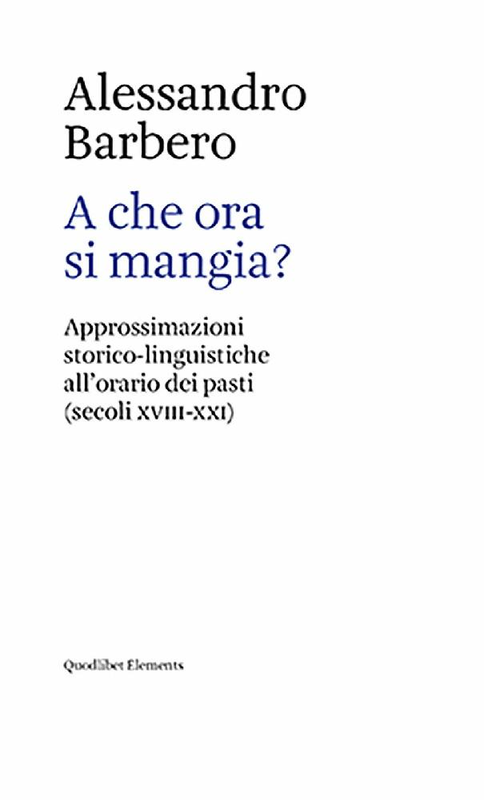 Alessandro
Barbero
A che ora
si mangia?
Approssimazioni
storico-linguistiche
all'orario dei pasti
(secoli XVIII-XXI)
Quodlibet Elements